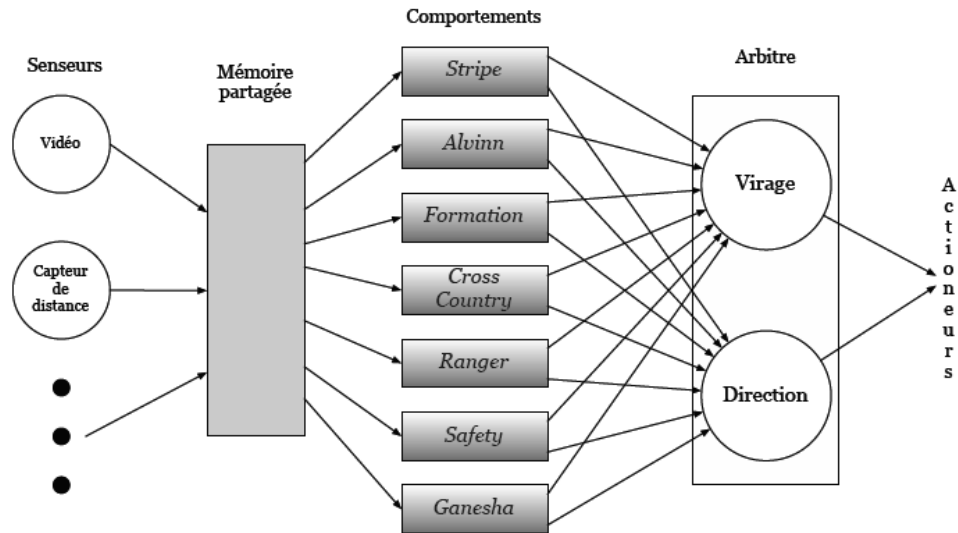 Senseurs
Vidéo
Capteur
de
distance
Mémoire
partagée
Comportements
Stripe
Alvinn
Formation
Cross
Country
Ranger
Safety
Ganesha
Arbitre
Virage
Direction
Actioneurs